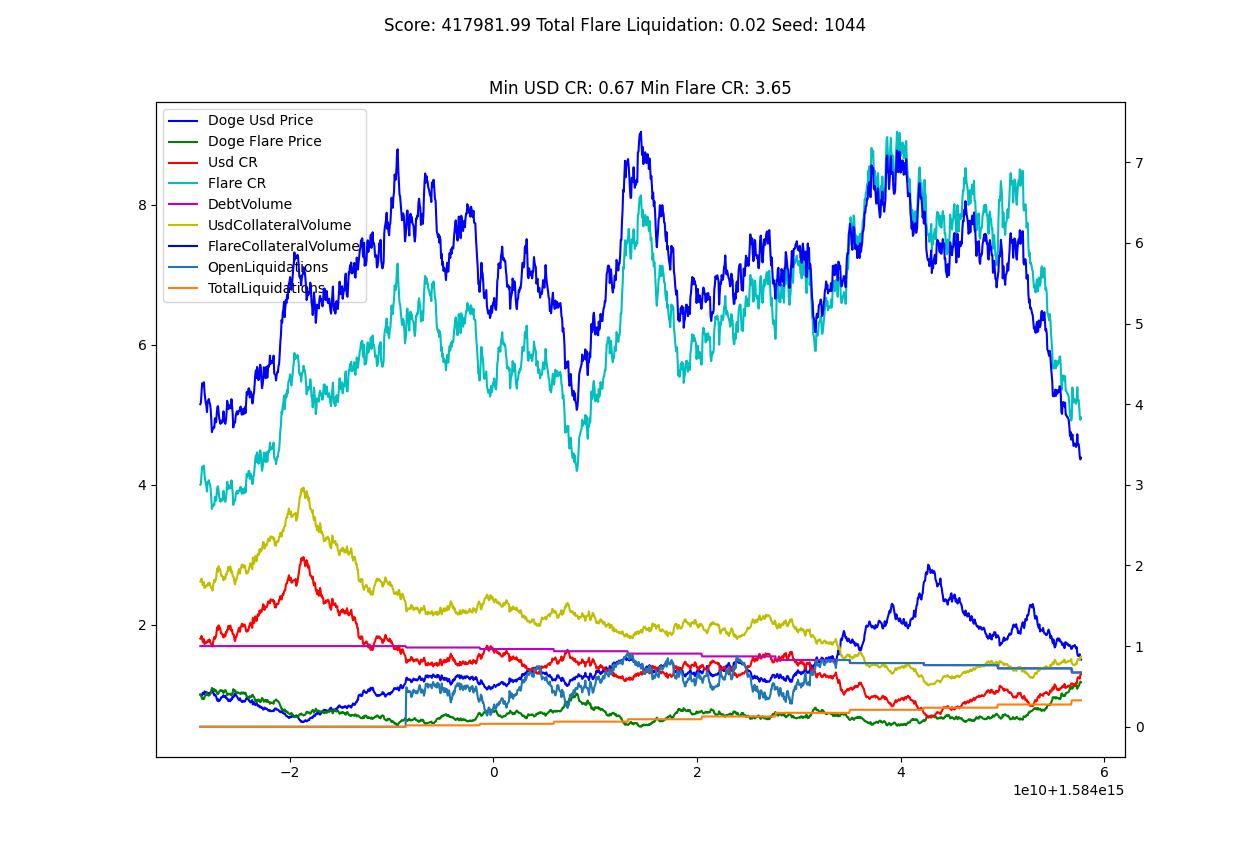 Score: 417981.99 Total Flare Liquidation: 0.02 Seed: 1044
Min USD CR: 0.67 Min Flare CR: 3.65
Doge Usd Price
Doge Flare Price
Usd CR
Flare CR
DebtVolume
UsdCollateralVolume
FlareCollateralVolume
OpenLiquidations
TotalLiquidations
8
6
4
2
7
6
5
4
3
2
1
0
−2
0
2
4
6
1e10+1.584e15